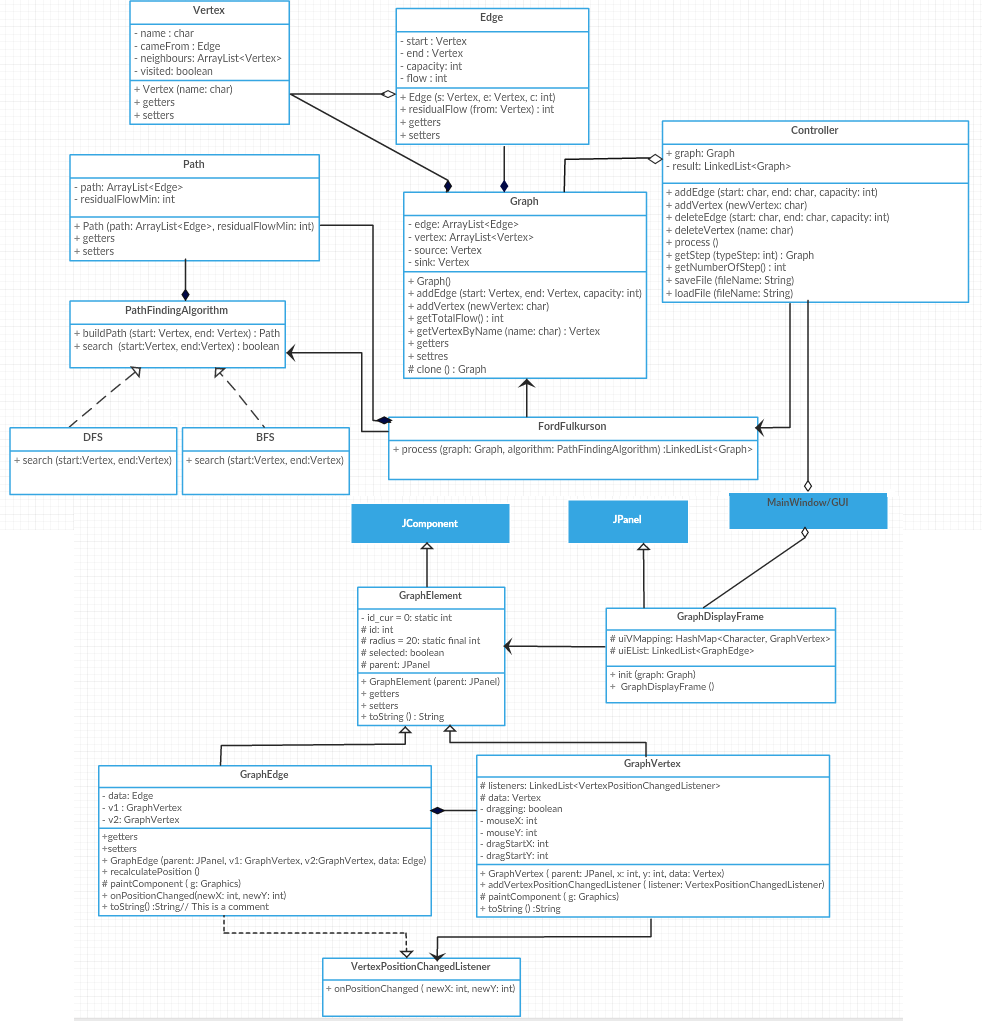 Vertex
- name : char
- cameFrom : Edge
- neighbours: ArrayList<Vertex>
- visited: boolean
+ Vertex (name: char)
+ getters
+ setters
Edge
- start : Vertex
- end : Vertex
- capacity: int
- flow : int
+ Edge (s: Vertex, e: Vertex, c: int)
+ residualFlow (from: Vertex) : int
+ getters
+ setters
Controller
+ graph: Graph
- result: LinkedList<Graph>
+ addEdge (start: char, end: char, capacity: int)
+ addVertex (newVertex: char)
+ deleteEdge (start: char, end: char, capacity: int)
+ deleteVertex (name: char)
+ process ()
+ getStep (typeStep: int) : Graph
+ getNumberOfStep() : int
+ saveFile (fileName: String)
+ loadFile (fileName: String)
Path
- path: ArrayList<Edge>
- residualFlowMin: int
+ Path (path: ArrayList<Edge>, residualFlowMin: int)
+ getters
+ setters
Graph
- edge: ArrayList<Edge>
- vertex: ArrayList<Vertex>
- source: Vertex
- sink: Vertex
+ Graph()
+ addEdge (start: Vertex, end: Vertex, capacity: int)
+ addVertex (newVertex: char)
+ getTotalFlow() : int
+ getVertexByName (name: char) : Vertex
+ getters
+ settres
# clone () : Graph
PathFindingAlgorithm
+ buildPath (start: Vertex, end: Vertex) : Path
+ search (start:Vertex, end:Vertex) : boolean
DFS
+ search (start:Vertex, end:Vertex)
BFS
+ search (start:Vertex, end:Vertex)
FordFulkurson
+ process (graph: Graph, algorithm: PathFindingAlgorithm) :LinkedList<Graph>
JComponent
JPanel
MainWindow/GUI
GraphElement
- id_cur = 0: static int
# id: int
# radius = 20: static final int
# selected: boolean
# parent: JPanel
+ GraphElement (parent: JPanel)
+ getters
+ setters
+ toString () : String
GraphDisplayFrame
# uiVMapping: HashMap<Character, GraphVertex>
# uiEList: LinkedList<GraphEdge>
+ init (graph: Graph)
+ GraphDisplayFrame ()
GraphEdge
- data: Edge
- v1 : GraphVertex
- v2: GraphVertex
+getters
+setters
+ GraphEdge (parent: JPanel, v1: GraphVertex, v2:GraphVertex, data: Edge)
+ recalculatePosition ()
# paintComponent ( g: Graphics)
+ onPositionChanged(newX: int, newY: int)
+ toString() :String// This is a comment
GraphVertex
# listeners: LinkedList<VertexPositionChangedListener>
# data: Vertex
- dragging: boolean
- mouseX: int
- mouseY: int
- dragStartX: int
- dragStartY: int
+ GraphVertex ( parent: JPanel, x: int, y: int, data: Vertex)
+ addVertexPositionChangedListener ( listener: VertexPositionChangedListener)
# paintComponent ( g: Graphics)
+ toString () :String
VertexPositionChangedListener
+ onPositionChanged ( newX: int, newY: int)